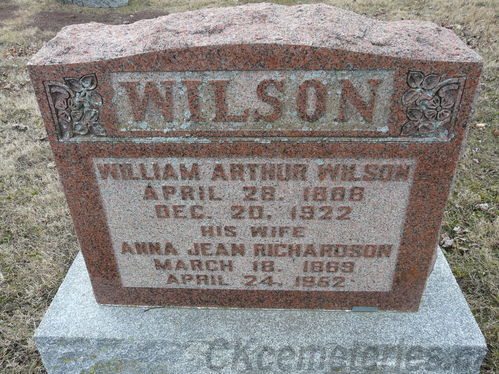 WILSON
WILLIAM ARTHUR WILSON
APRIL 28, 1868
DEC. 20, 1922
HIS WIFE
ANNA JEAN RICHARDSON
MARCH 18, 1869
APRIL 24, 1952.
CKcemeteries.c